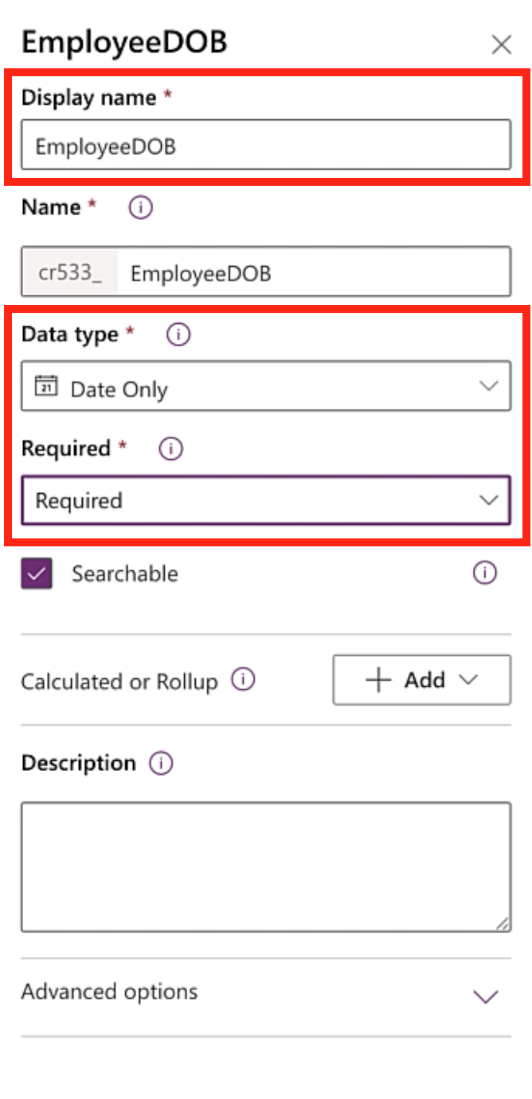 EmployeeDOB
Display name *
EmployeeDOB
Name *
cr533_ EmployeeDOB
Data type *
21 Date Only
Required *
Required
Searchable
Calculated or Rollup
Add
Description
Advanced options